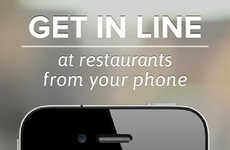 GET IN LINE
at restaurants
from your phone